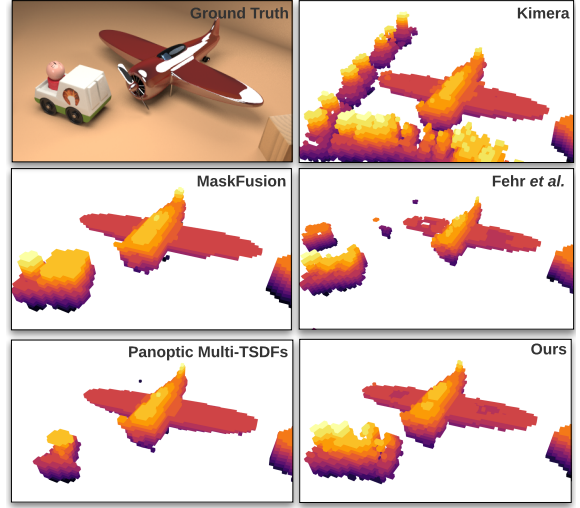 Ground Truth
Kimera
MaskFusion
Fehr et al.
Panoptic Multi-TSDFs
Ours